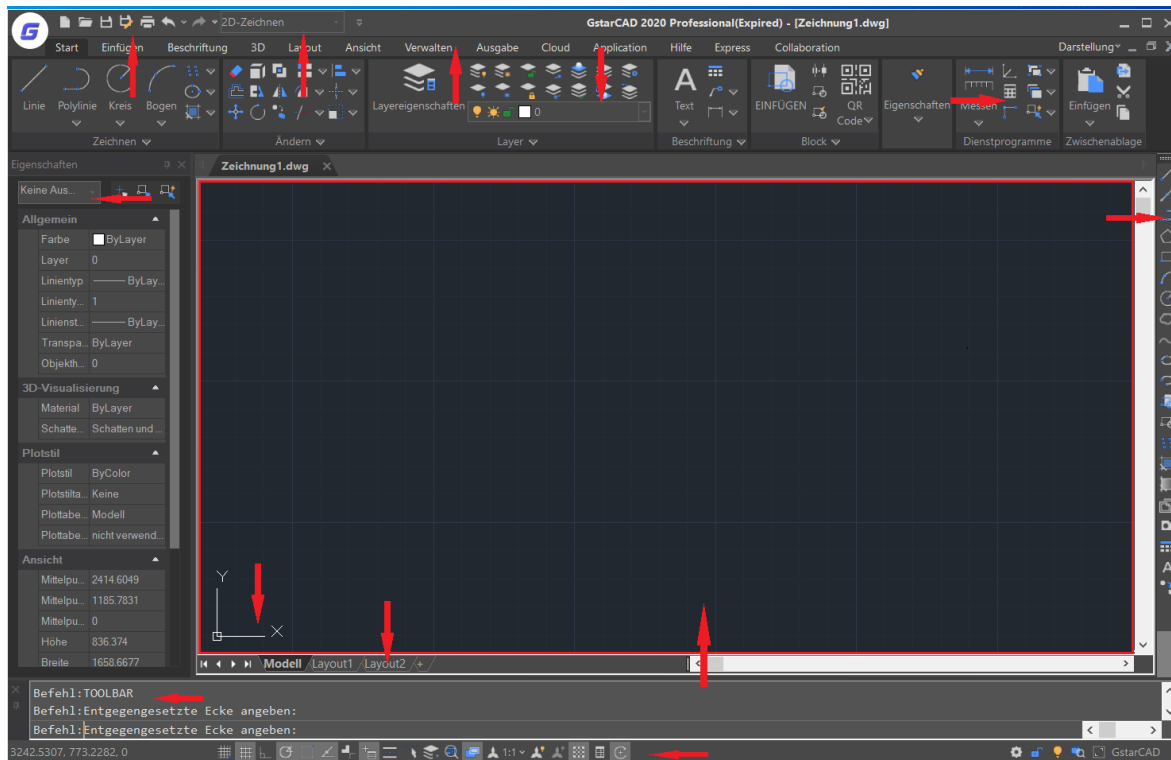 2D-Zeichnen
GstarCAD 2020 Professional(Expired) - [Zeichnung1.dwg]
Start Einfügen Beschriftung 3D Layout Ansicht Verwalten Ausgabe Cloud Application Hilfe Express Collaboration Darstellung
Linie Polylinie Kreis Bogen Layereigenschaften 0 Text EINFÜGEN QR Code Eigenschaften Messen Einfügen
Zeichnen Ändern Layer Beschriftung Block Dienstprogramme Zwischenablage
Eigenschaften
Zeichnung1.dwg
Keine Aus...
Allgemein
Farbe ByLayer
Layer 0
Linientyp ByLay...
Linienty... 1
Linienst... ByLay...
Transpa... ByLayer
Objekth... 0
3D-Visualisierung
Material ByLayer
Schatte... Schatten und ...
Plotstil
Plotstil ByColor
Plotstilta... Keine
Plottabe... Modell
Plottabe... nicht verwend...
Ansicht
Mittelpu... 2414.6049
Mittelpu... 1185.7831
Mittelpu... 0
Höhe 836.374
Breite 1658.6677
Y
X
Modell Layout1 Layout2 +
Befehl:TOOLBAR
Befehl:Entgegengesetzte Ecke angeben:
Befehl:Entgegengesetzte Ecke angeben:
3242.5307, 773.2282, 0 1:1 GstarCAD